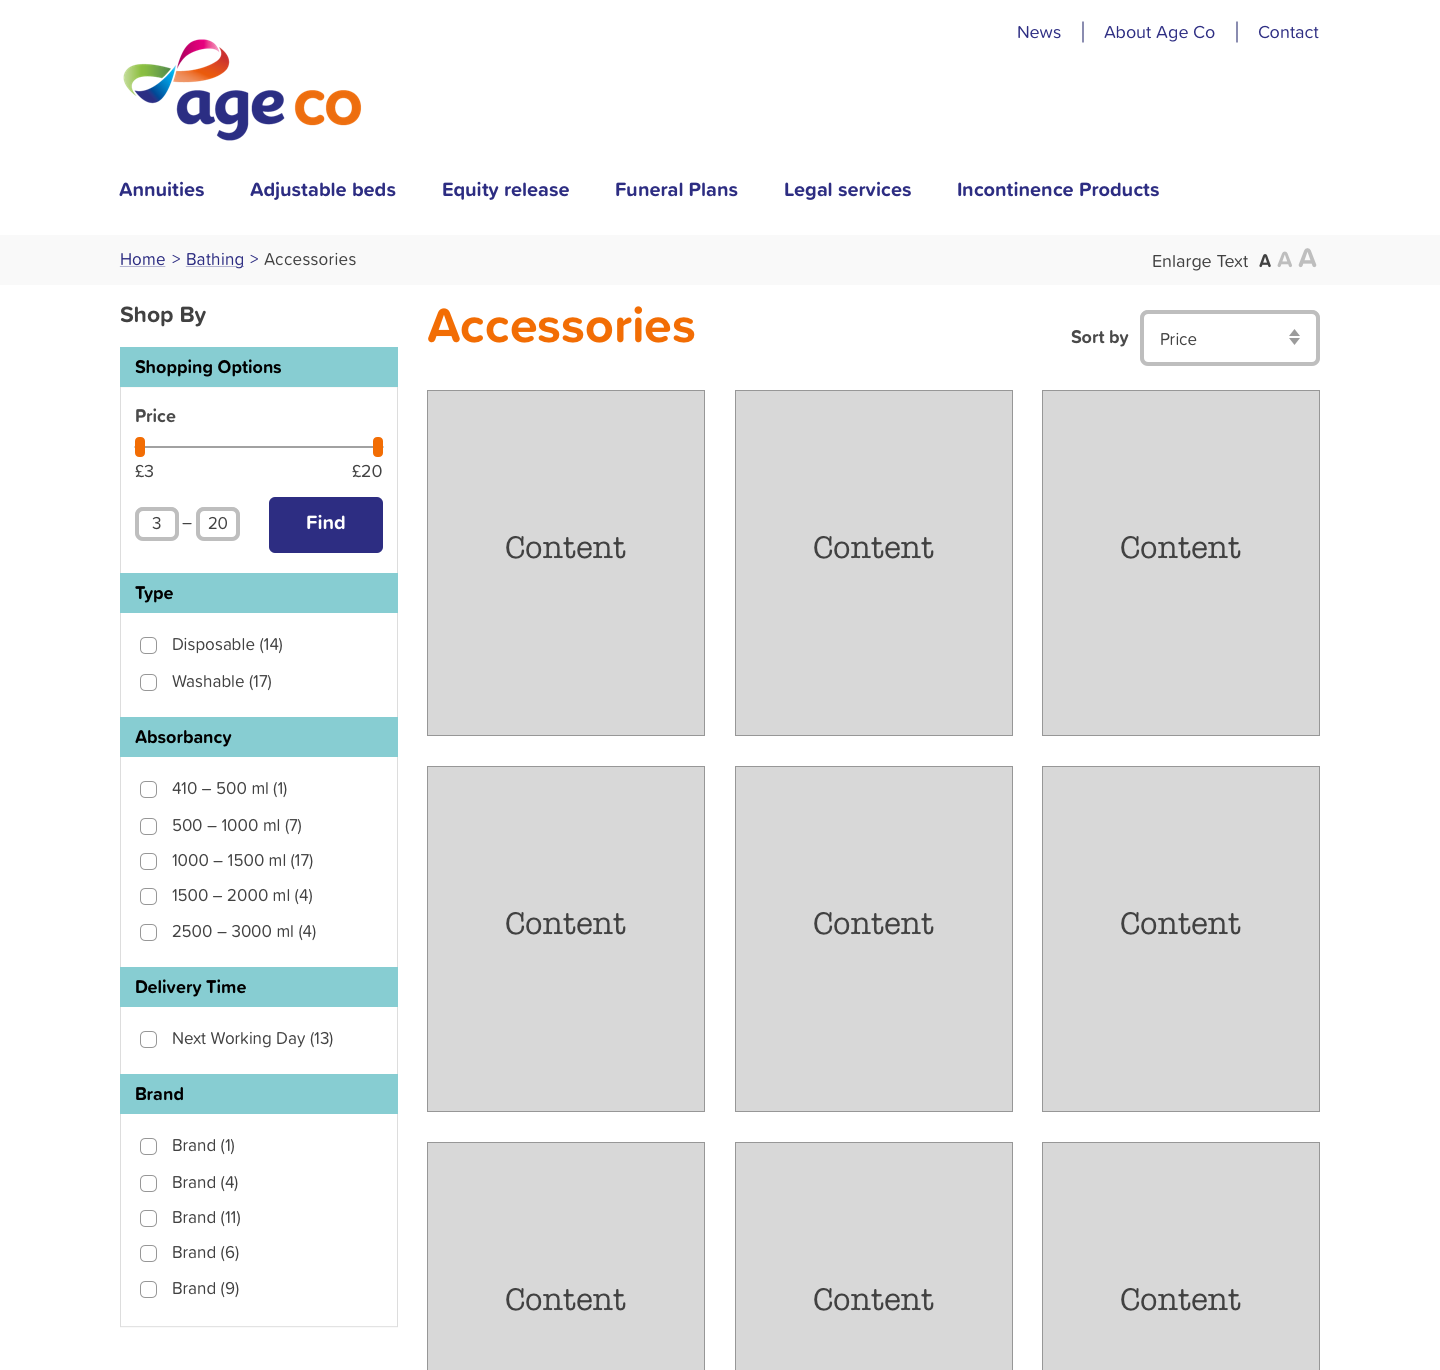 News | About Age Co | Contact
age co
Annuities Adjustable beds Equity release Funeral Plans Legal services Incontinence Products
Home > Bathing > Accessories
Enlarge Text A A A
Shop By
Shopping Options
Price
£3 £20
3 – 20 Find
Type
Disposable (14)
Washable (17)
Absorbancy
410 – 500 ml (1)
500 – 1000 ml (7)
1000 – 1500 ml (17)
1500 – 2000 ml (4)
2500 – 3000 ml (4)
Delivery Time
Next Working Day (13)
Brand
Brand (1)
Brand (4)
Brand (11)
Brand (6)
Brand (9)
Accessories
Sort by Price
Content Content Content
Content Content Content
Content Content Content